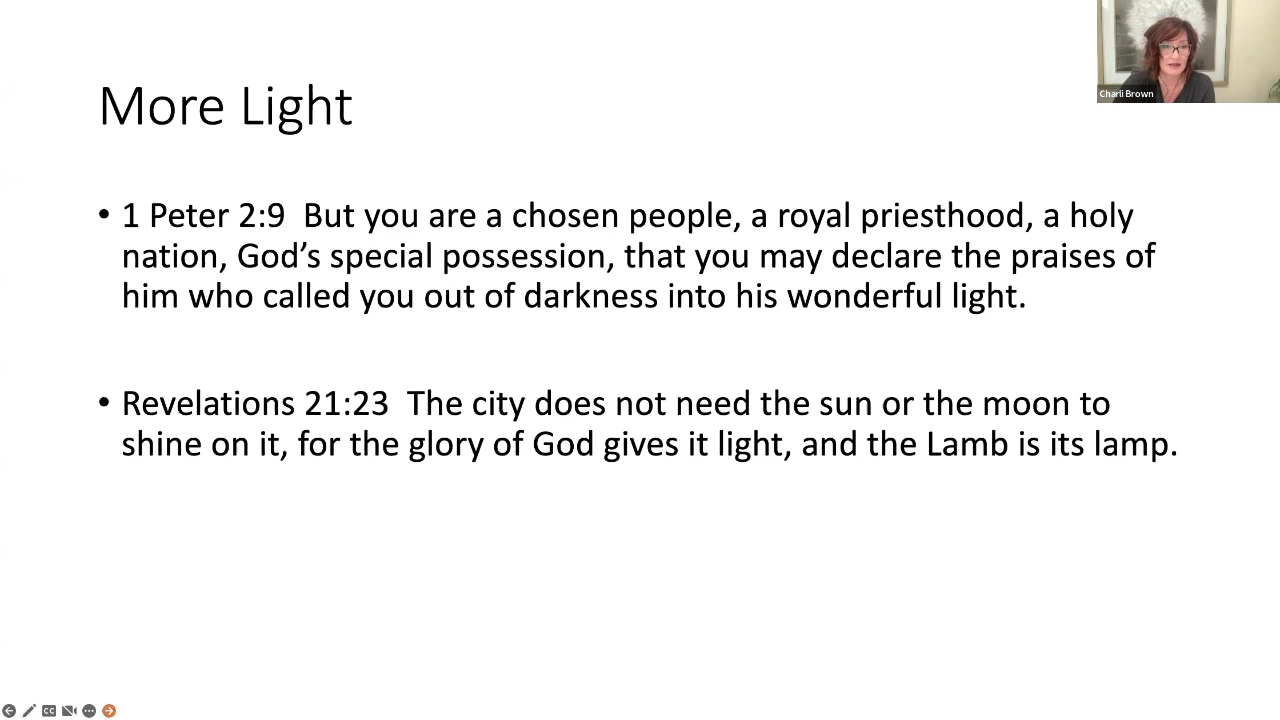 Charli Brown
More Light
• 1 Peter 2:9  But you are a chosen people, a royal priesthood, a holy
nation, God’s special possession, that you may declare the praises of
him who called you out of darkness into his wonderful light.
• Revelations 21:23  The city does not need the sun or the moon to
shine on it, for the glory of God gives it light, and the Lamb is its lamp.
CC